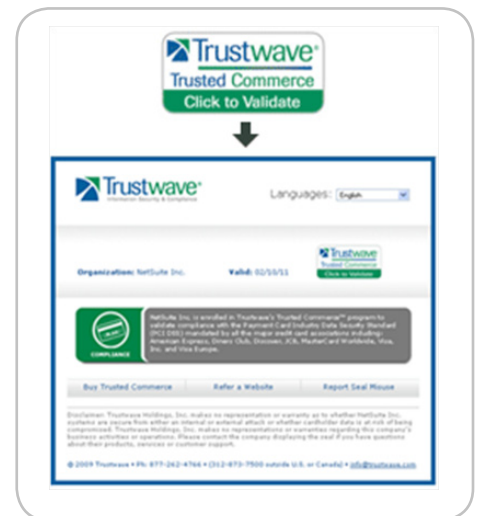 Trustwave®
Trusted Commerce
Click to Validate
Trustwave®
Information Security & Compliance
Languages: English
Trustwave
Trusted Commerce
Click to Validate
Organization: NetSuite Inc. Valid: 02/10/11
NetSuite Inc. is enrolled in Trustwave's Trusted Commerce™ program to
validate compliance with the Payment Card Industry Data Security Standard
(PCI DSS) mandated by all the major credit card associations including:
American Express, Diners Club, Discover, JCB, MasterCard Worldwide, Visa,
Inc. and Visa Europe.
COMPLIANCE
Buy Trusted Commerce Refer a Website Report Seal Misuse
Disclaimer: Trustwave Holdings, Inc. makes no representation or warranty as to whether NetSuite Inc.
systems are secure from either an internal or external attack or whether cardholder data is at risk of being
compromised. Trustwave Holdings, Inc. makes no representations or warranties regarding this company's
business activities or operations. Please contact the company displaying the seal if you have questions
about their products, services or customer support.
© 2009 Trustwave • Ph: 877-262-4766 • (312-873-7500 outside U.S. or Canada) • info@trustwave.com